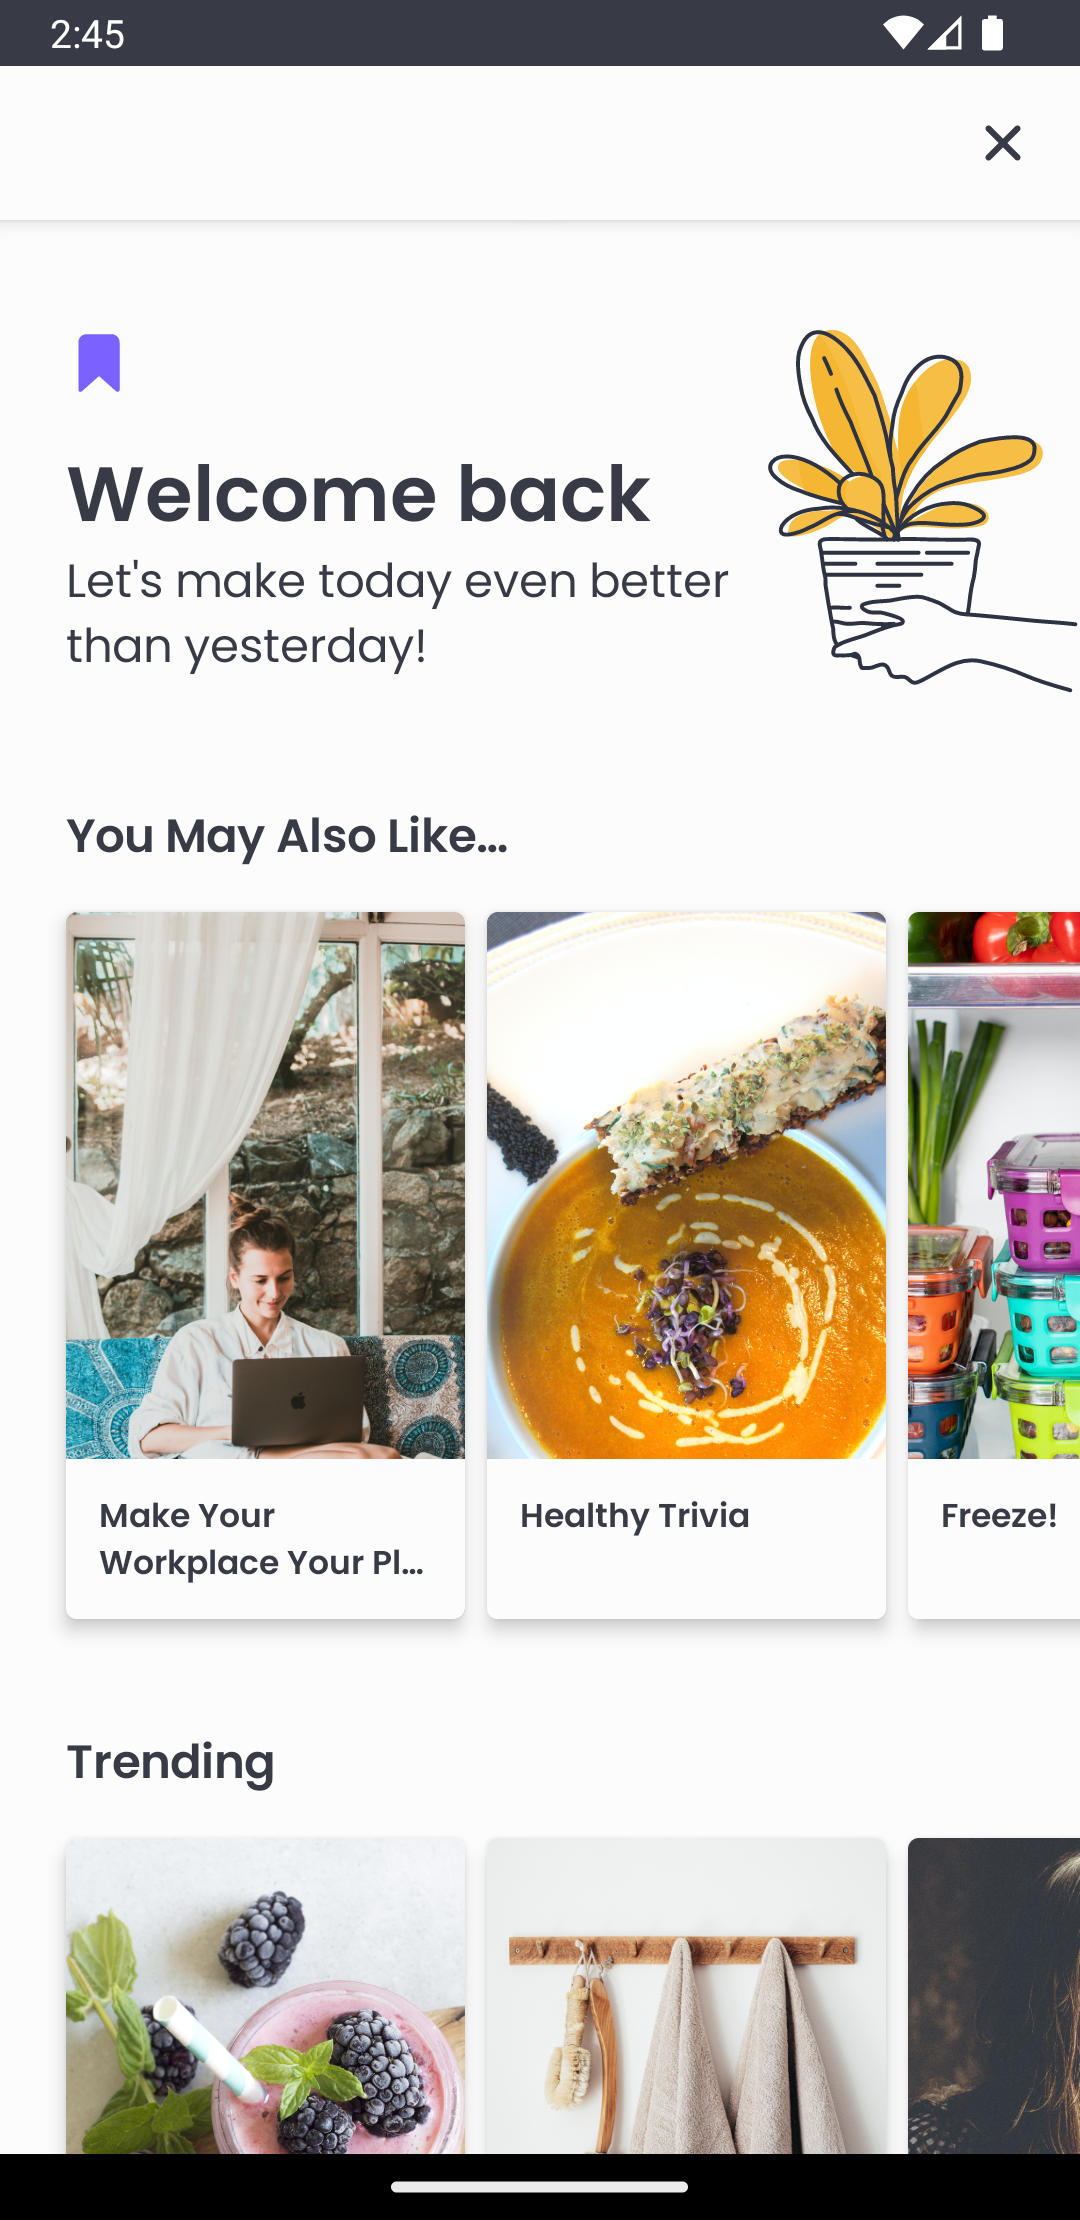 2:45
Welcome back
Let's make today even better
than yesterday!
You May Also Like...
Make Your
Workplace Your Pl...
Healthy Trivia
Freeze!
Trending